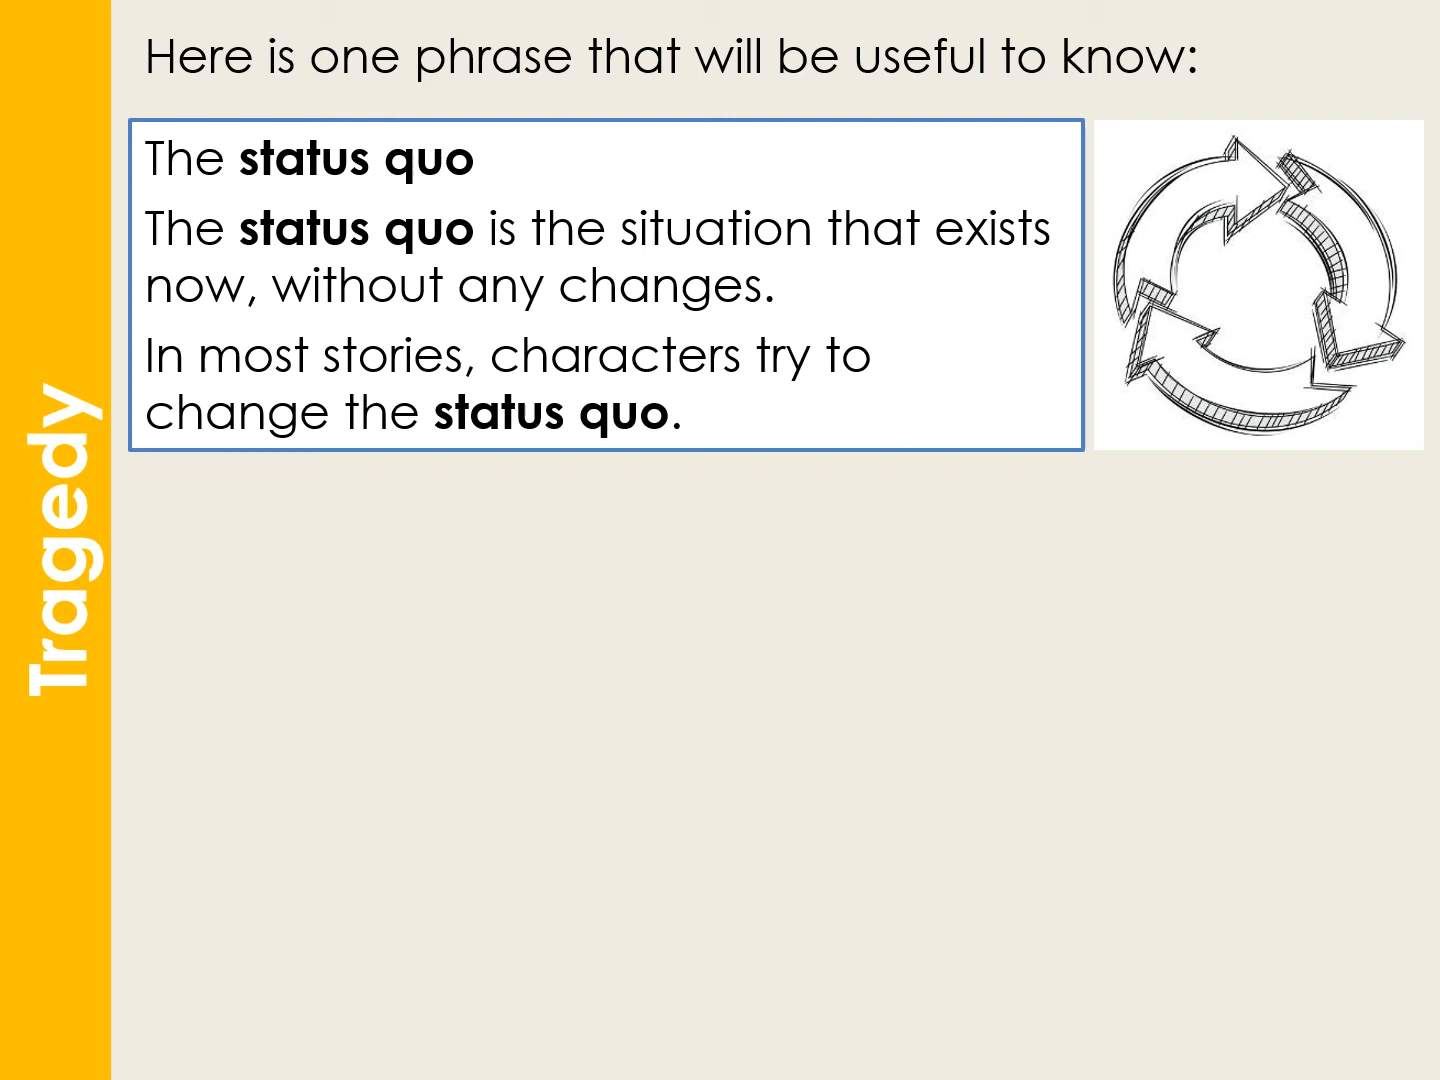 Here is one phrase that will be useful to know:
The status quo
The status quo is the situation that exists
now, without any changes.
In most stories, characters try to
change the status quo.
Tragedy